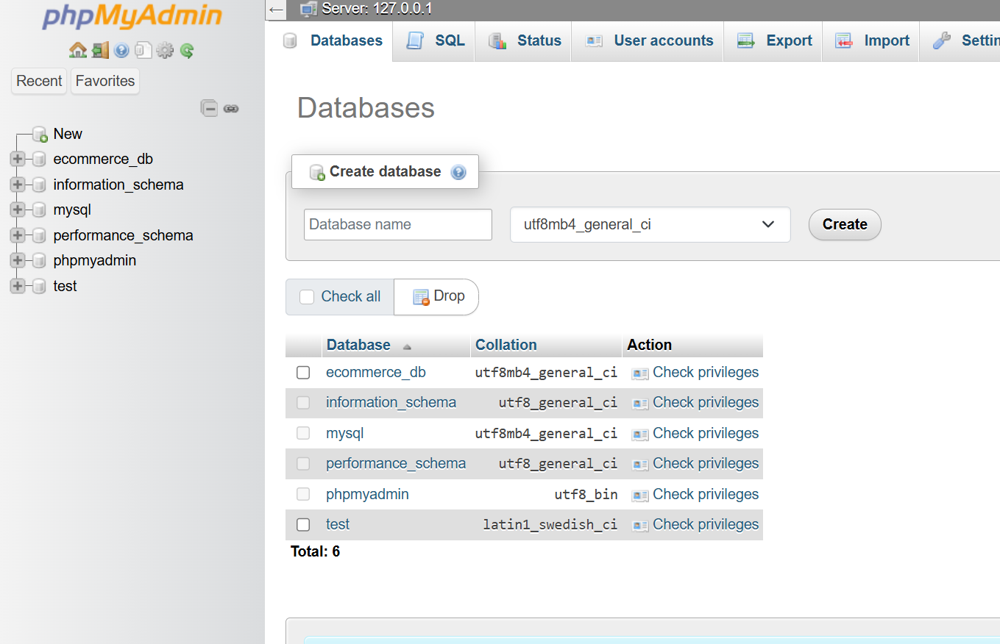 phpMyAdmin
Server: 127.0.0.1
Databases SQL Status User accounts Export Import
Recent Favorites
New
ecommerce_db
information_schema
mysql
performance_schema
phpmyadmin
test
Databases
Create database
Database name utf8mb4_general_ci Create
Check all Drop
Database Collation Action
ecommerce_db utf8mb4_general_ci Check privileges
information_schema utf8_general_ci Check privileges
mysql utf8mb4_general_ci Check privileges
performance_schema utf8_general_ci Check privileges
phpmyadmin utf8_bin Check privileges
test latin1_swedish_ci Check privileges
Total: 6